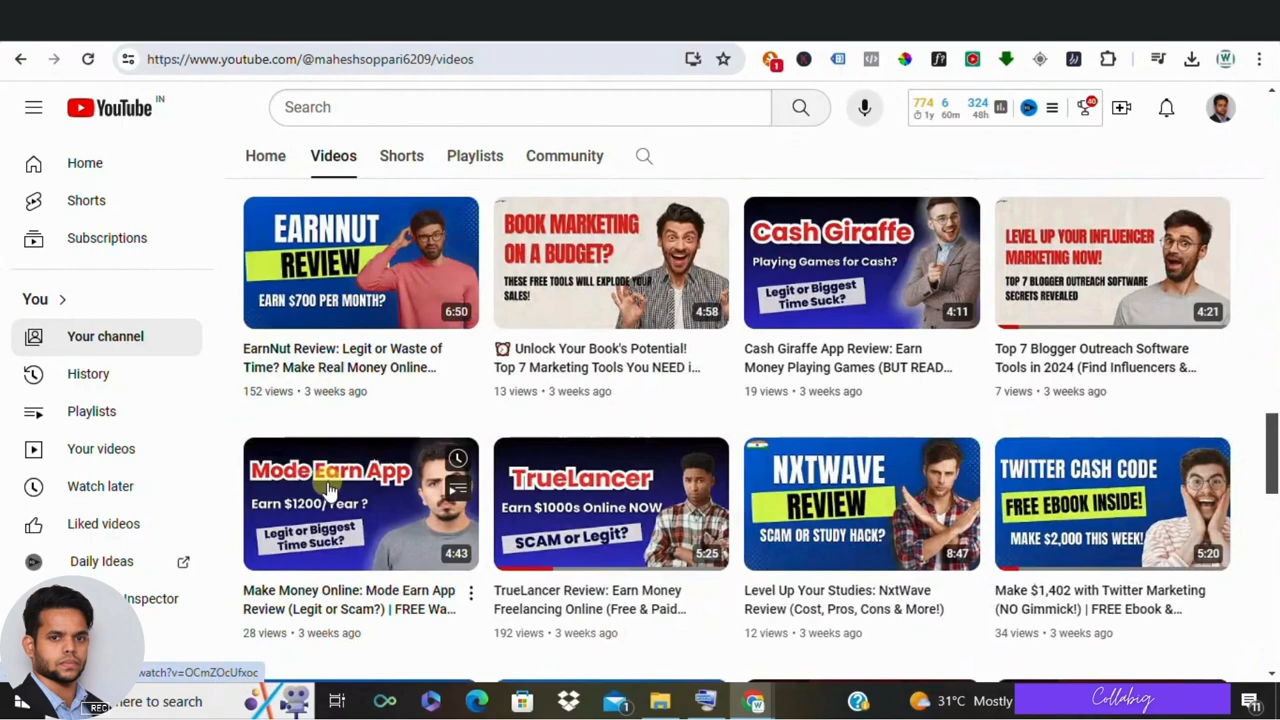 https://www.youtube.com/@maheshsoppari6209/videos
1
YouTube IN
Search
774 6 324
1y 60m 48h
40
Home Videos Shorts Playlists Community
Home
Shorts
Subscriptions
You
Your channel
History
Playlists
Your videos
Watch later
Liked videos
Daily Ideas
Inspector
EARNNUT
REVIEW
EARN $700 PER MONTH?
6:50
EarnNut Review: Legit or Waste of
Time? Make Real Money Online...
152 views • 3 weeks ago
BOOK MARKETING
ON A BUDGET?
THESE FREE TOOLS WILL EXPLODE YOUR
SALES!
4:58
⏰ Unlock Your Book's Potential!
Top 7 Marketing Tools You NEED i...
13 views • 3 weeks ago
Cash Giraffe
Playing Games for Cash?
Legit or Biggest
Time Suck?
4:11
Cash Giraffe App Review: Earn
Money Playing Games (BUT READ...
19 views • 3 weeks ago
LEVEL UP YOUR INFLUENCER
MARKETING NOW!
TOP 7 BLOGGER OUTREACH SOFTWARE
SECRETS REVEALED
4:21
Top 7 Blogger Outreach Software
Tools in 2024 (Find Influencers &...
7 views • 3 weeks ago
Mode Earn App
Earn $1200/Year ?
Legit or Biggest
Time Suck?
4:43
Make Money Online: Mode Earn App
Review (Legit or Scam?) | FREE Wa...
28 views • 3 weeks ago
TrueLancer
Earn $1000s Online NOW
SCAM or Legit?
5:25
TrueLancer Review: Earn Money
Freelancing Online (Free & Paid...
192 views • 3 weeks ago
NXTWAVE
REVIEW
SCAM OR STUDY HACK?
8:47
Level Up Your Studies: NxtWave
Review (Cost, Pros, Cons & More!)
12 views • 3 weeks ago
TWITTER CASH CODE
FREE EBOOK INSIDE!
MAKE $2,000 THIS WEEK!
5:20
Make $1,402 with Twitter Marketing
(NO Gimmick!) | FREE Ebook &...
34 views • 3 weeks ago
watch?v=OCmZOcUfxoc
REC
here to search
1
31°C Mostly
Collabig
11